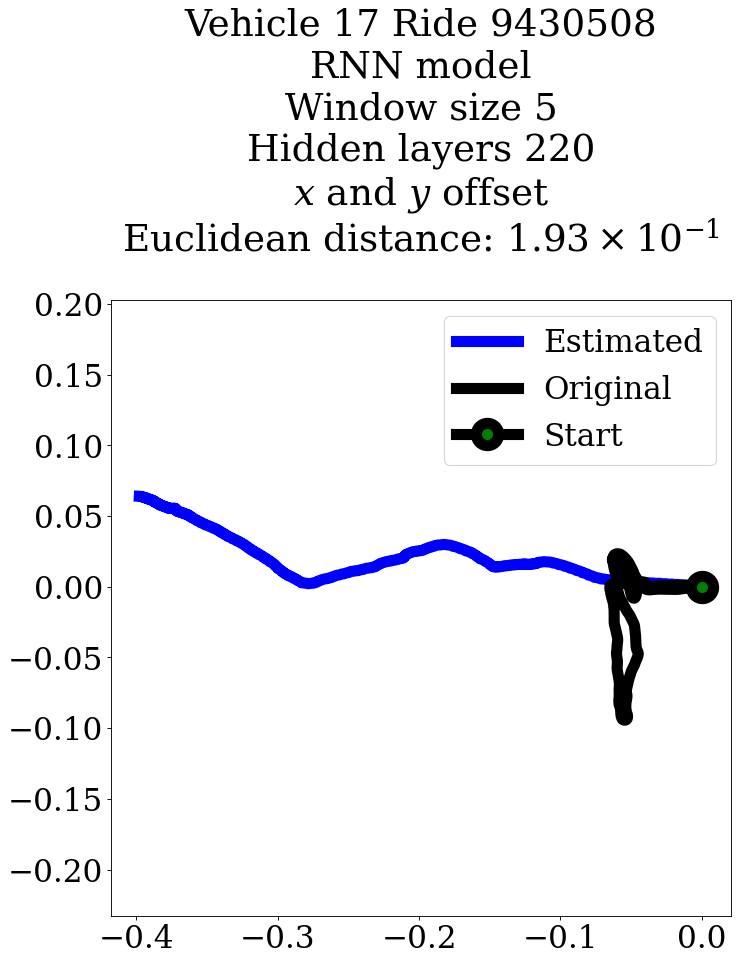 Vehicle 17 Ride 9430508
RNN model
Window size 5
Hidden layers 220
x and y offset
Euclidean distance: 1.93 × 10⁻¹
Estimated
Original
Start
0.20
0.15
0.10
0.05
0.00
−0.05
−0.10
−0.15
−0.20
−0.4 −0.3 −0.2 −0.1 0.0